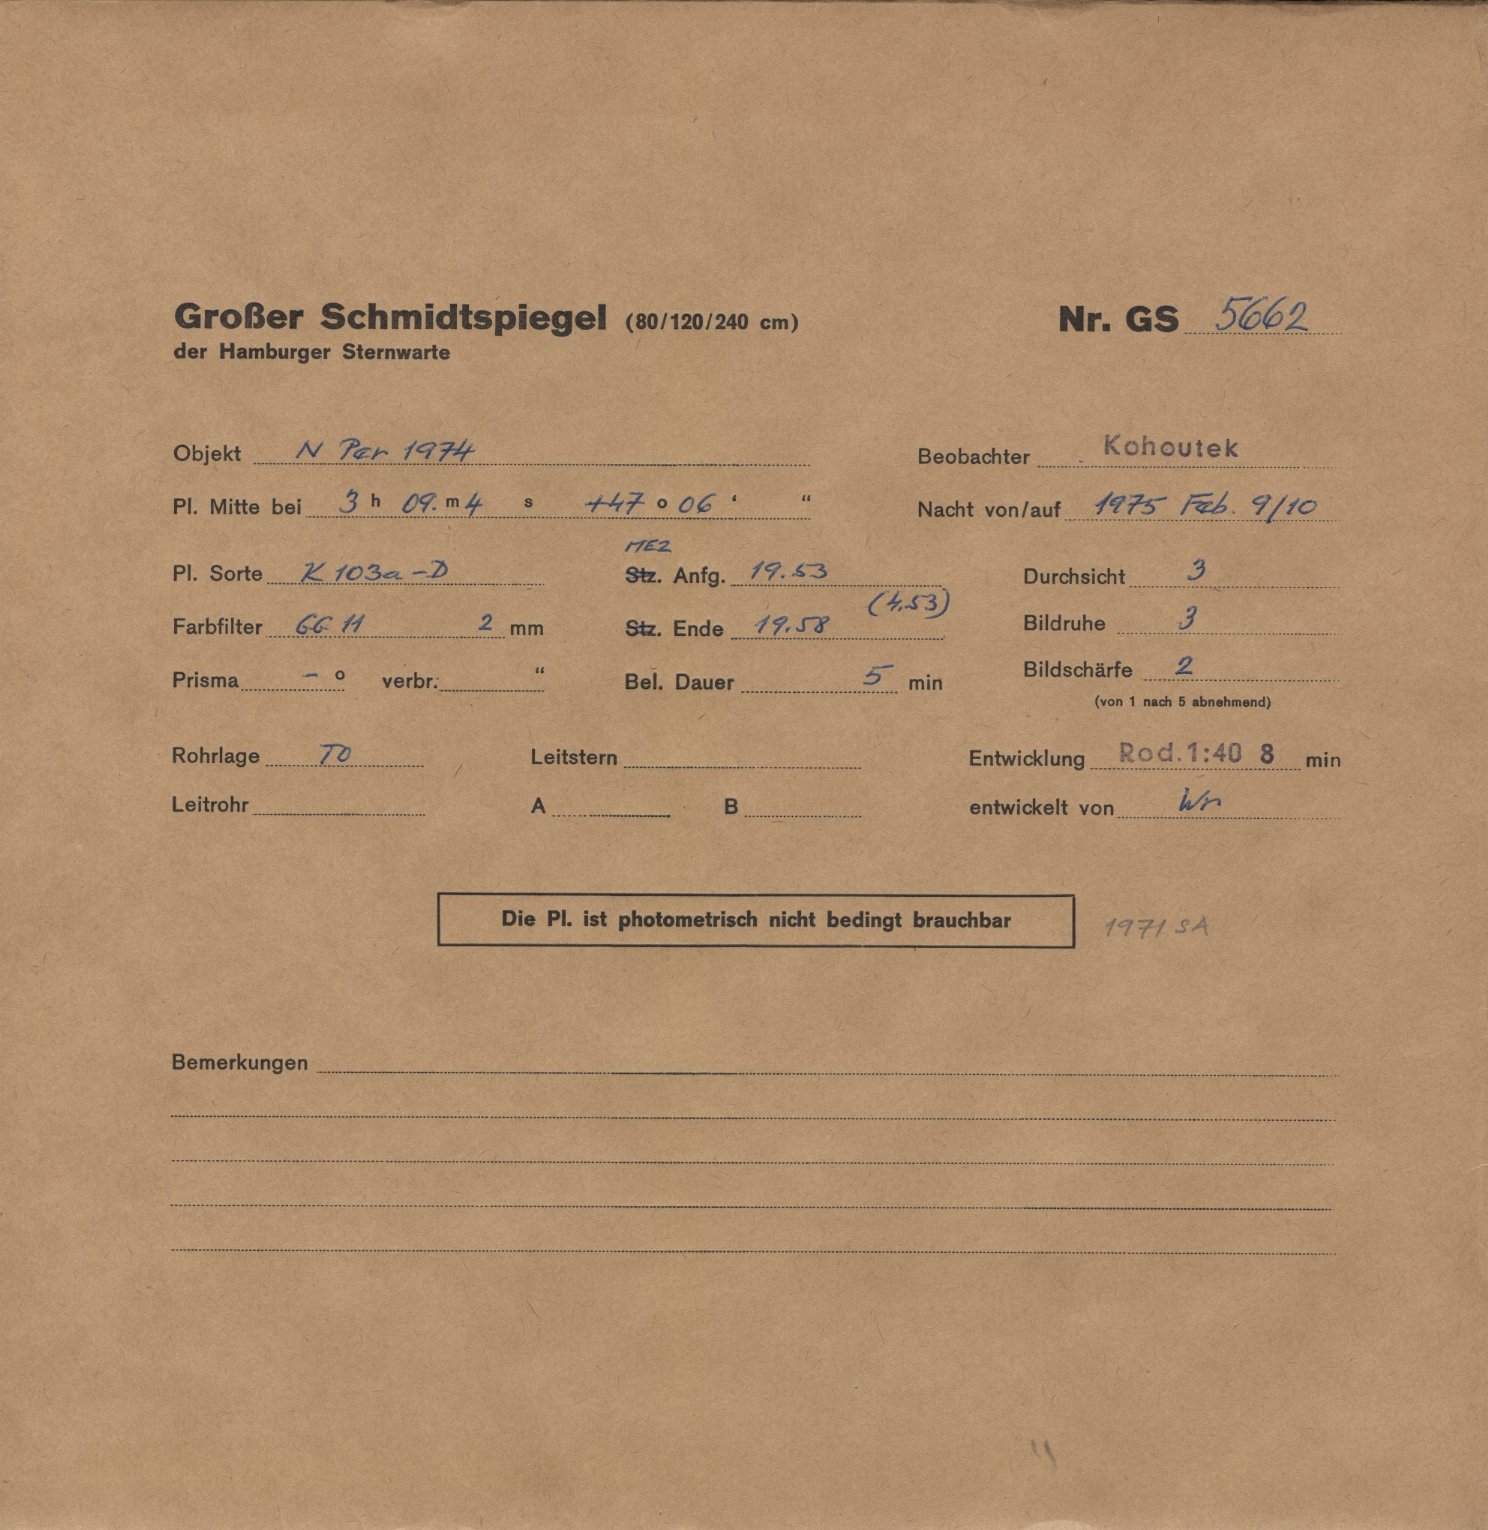 Großer Schmidtspiegel (80/120/240 cm) Nr. GS 5662
der Hamburger Sternwarte
Objekt N Per 1974 Beobachter Kohoutek
Pl. Mitte bei 3 h 09. m 4 s +47 o 06 ‘ “ Nacht von/auf 1975 Feb. 9/10
MEZ
Pl. Sorte K 103a-D Stz. Anfg. 19.53 Durchsicht 3
(4.53)
Farbfilter GG 11 2 mm Stz. Ende 19.58 Bildruhe 3
Prisma – o verbr. “ Bel. Dauer 5 min Bildschärfe 2
(von 1 nach 5 abnehmend)
Rohrlage TO Leitstern Entwicklung Rod. 1:40 8 min
Leitrohr A B entwickelt von Wr
Die Pl. ist photometrisch nicht bedingt brauchbar 1971 SA
Bemerkungen